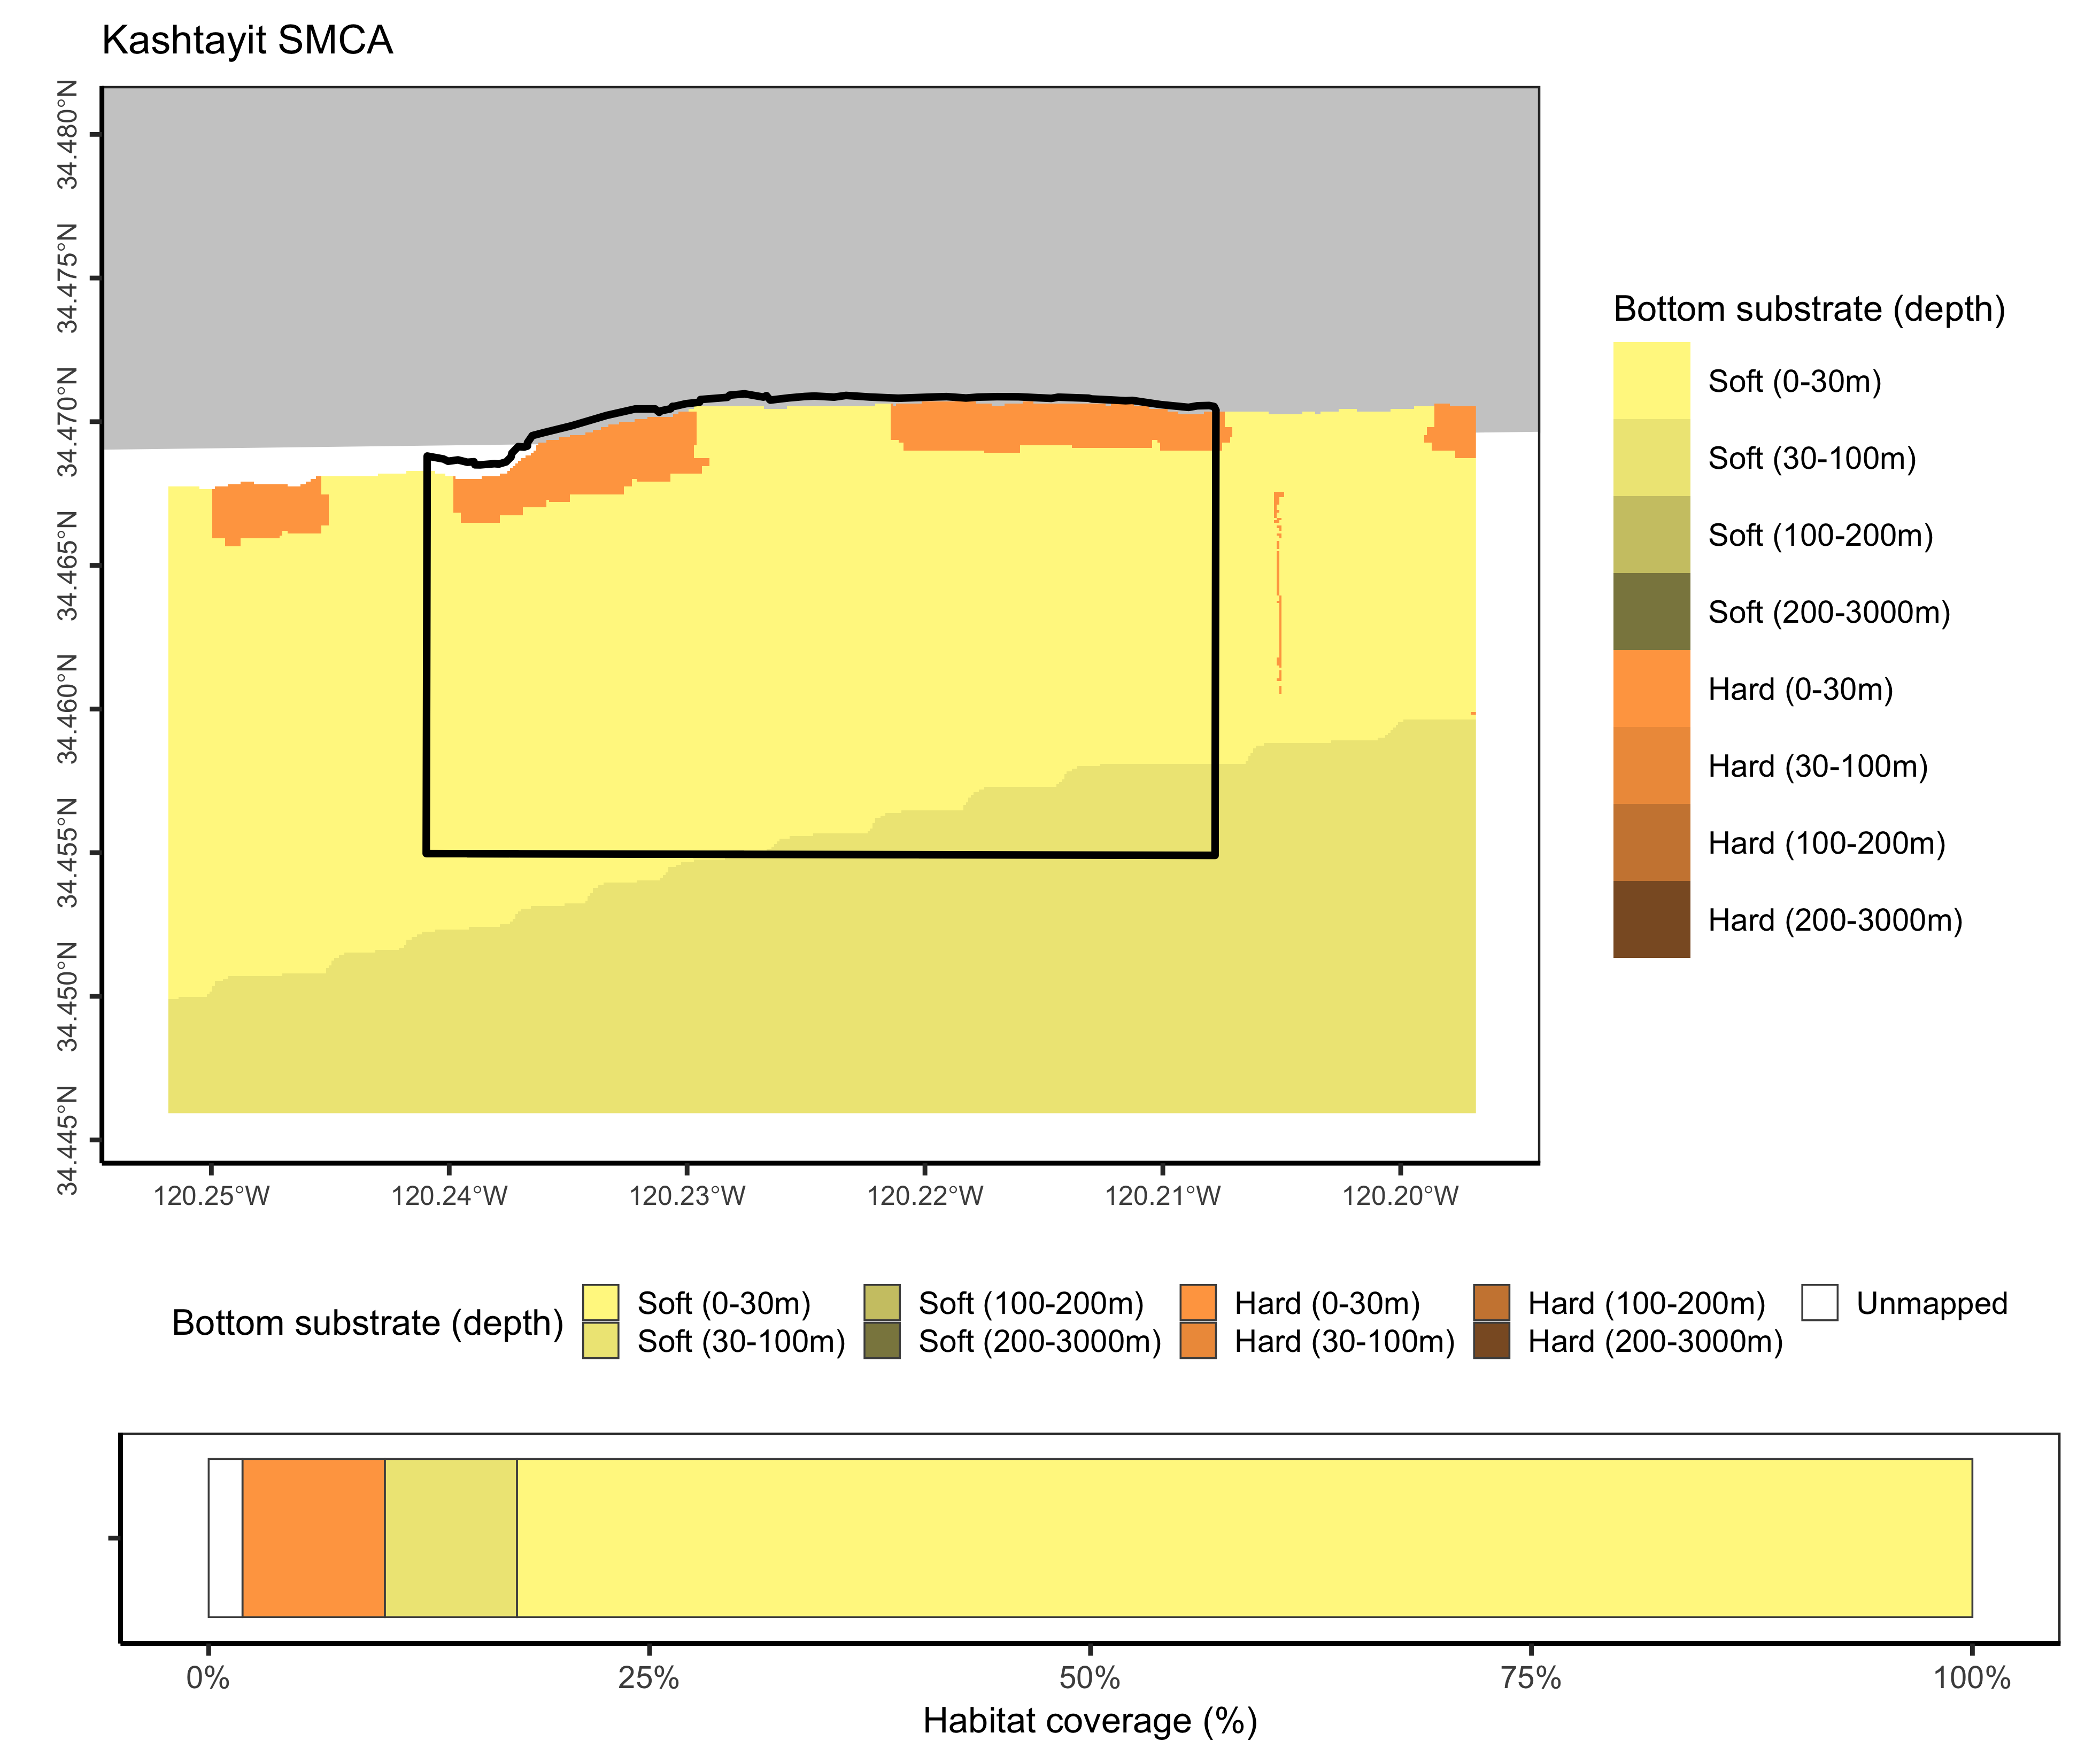 Kashtayit SMCA
34.480°N
34.475°N
34.470°N
34.465°N
34.460°N
34.455°N
34.450°N
34.445°N
120.25°W
120.24°W
120.23°W
120.22°W
120.21°W
120.20°W
Bottom substrate (depth)
Soft (0-30m)
Soft (30-100m)
Soft (100-200m)
Soft (200-3000m)
Hard (0-30m)
Hard (30-100m)
Hard (100-200m)
Hard (200-3000m)
Bottom substrate (depth)
Soft (0-30m)
Soft (30-100m)
Soft (100-200m)
Soft (200-3000m)
Hard (0-30m)
Hard (30-100m)
Hard (100-200m)
Hard (200-3000m)
Unmapped
0%
25%
50%
75%
100%
Habitat coverage (%)